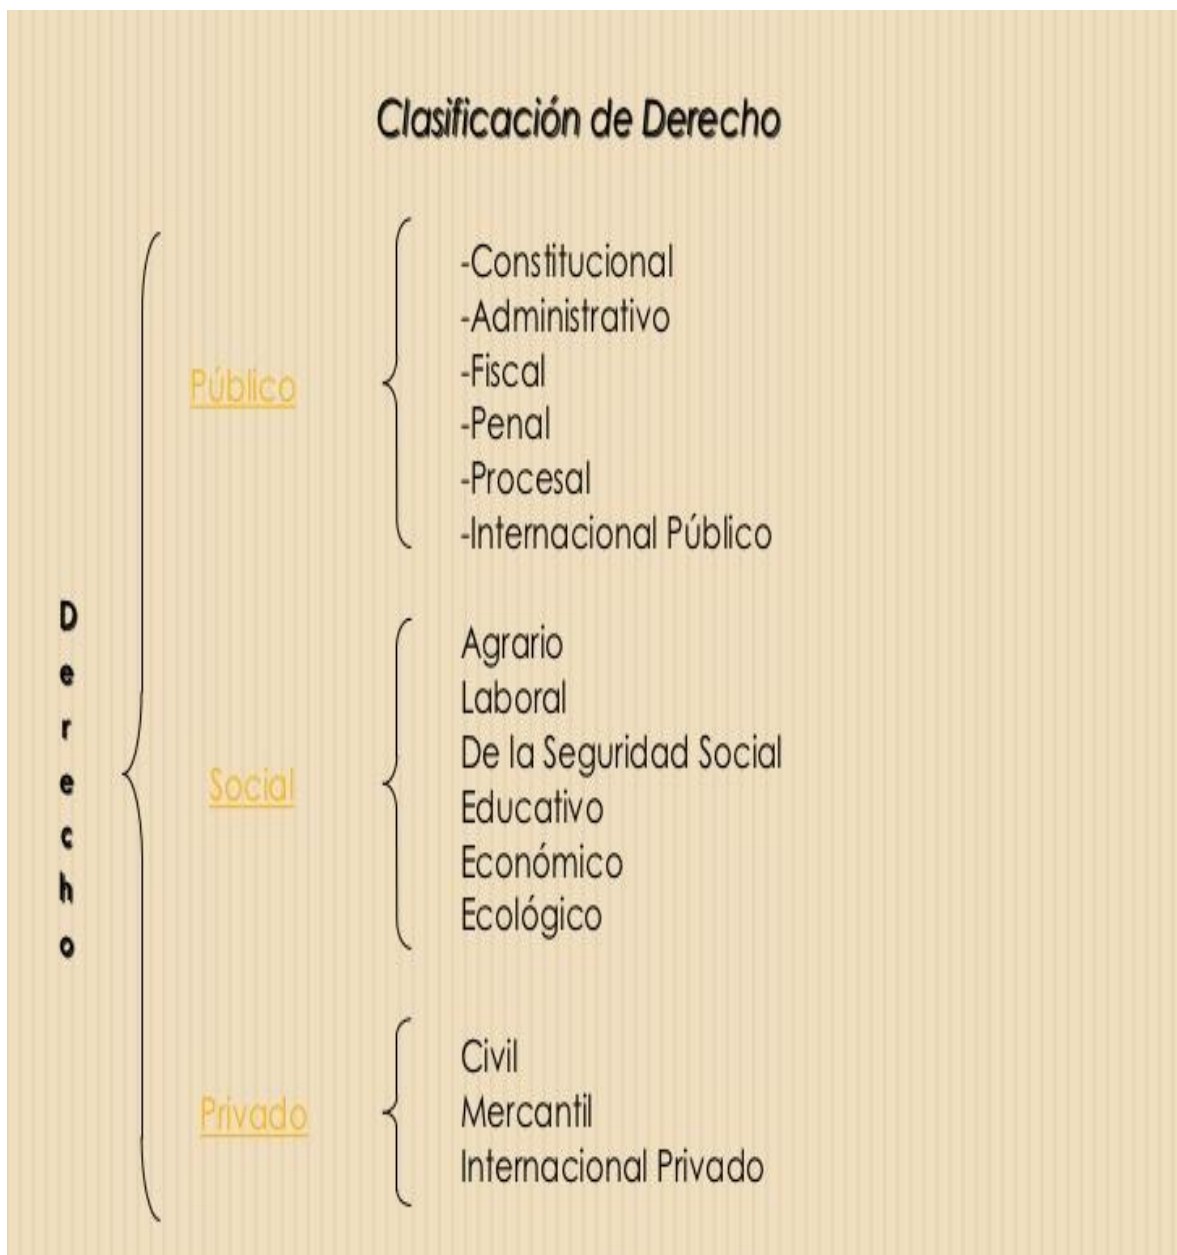 Clasificación de Derecho
Derecho
Público
-Constitucional
-Administrativo
-Fiscal
-Penal
-Procesal
-Internacional Público
Social
Agrario
Laboral
De la Seguridad Social
Educativo
Económico
Ecológico
Privado
Civil
Mercantil
Internacional Privado